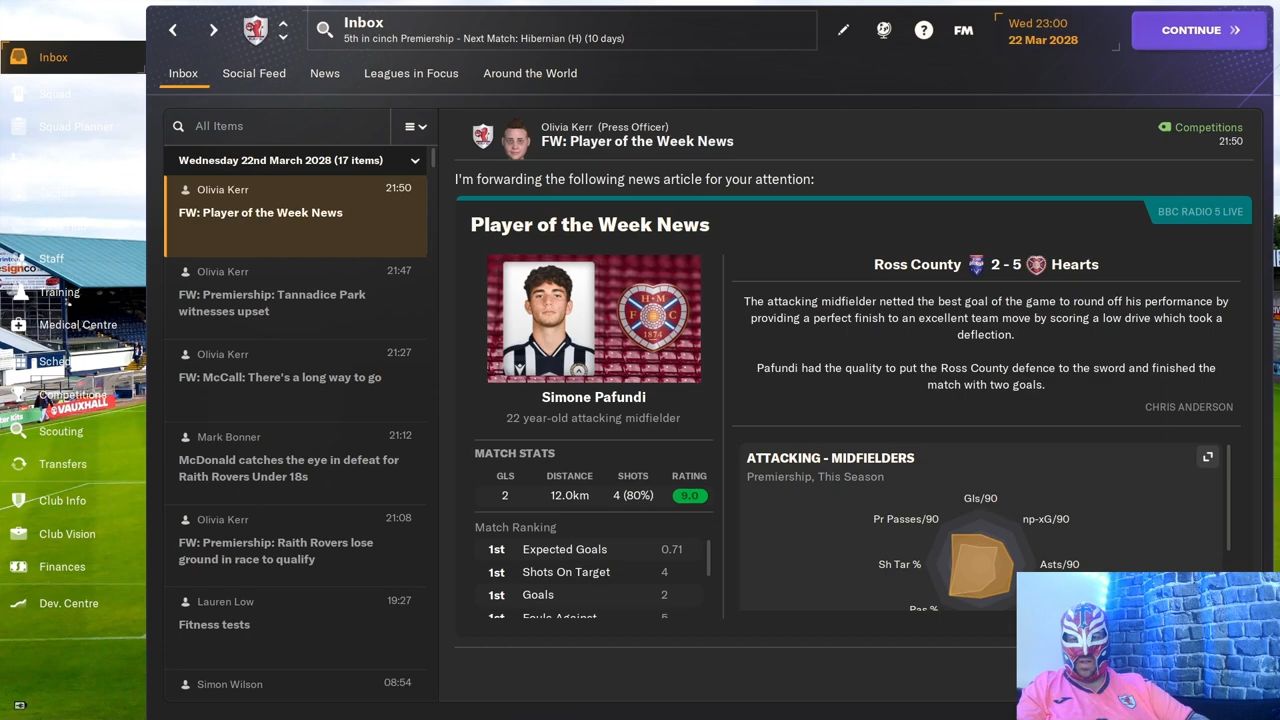 Inbox
5th in cinch Premiership - Next Match: Hibernian (H) (10 days)
FM
Wed 23:00
22 Mar 2028
CONTINUE
Inbox
Social Feed
News
Leagues in Focus
Around the World
Inbox
Squad
Squad Planner
Staff
Training
Medical Centre
Sched
Competitions
Scouting
Transfers
Club Info
Club Vision
Finances
Dev. Centre
VAUXHALL
All Items
Wednesday 22nd March 2028 (17 items)
Olivia Kerr
21:50
FW: Player of the Week News
Olivia Kerr
21:47
FW: Premiership: Tannadice Park
witnesses upset
Olivia Kerr
21:27
FW: McCall: There's a long way to go
Mark Bonner
21:12
McDonald catches the eye in defeat for
Raith Rovers Under 18s
Olivia Kerr
21:08
FW: Premiership: Raith Rovers lose
ground in race to qualify
Lauren Low
19:27
Fitness tests
Simon Wilson
08:54
Olivia Kerr (Press Officer)
FW: Player of the Week News
Competitions
21:50
I'm forwarding the following news article for your attention:
BBC RADIO 5 LIVE
Player of the Week News
Simone Pafundi
22 year-old attacking midfielder
MATCH STATS
GLS DISTANCE SHOTS RATING
2 12.0km 4 (80%) 9.0
Match Ranking
1st Expected Goals 0.71
1st Shots On Target 4
1st Goals 2
1st Fouls Against 5
Ross County 2 - 5 Hearts
The attacking midfielder netted the best goal of the game to round off his performance by
providing a perfect finish to an excellent team move by scoring a low drive which took a
deflection.
Pafundi had the quality to put the Ross County defence to the sword and finished the
match with two goals.
CHRIS ANDERSON
ATTACKING - MIDFIELDERS
Premiership, This Season
Gls/90
Pr Passes/90
np-xG/90
Sh Tar %
Asts/90
Pas %